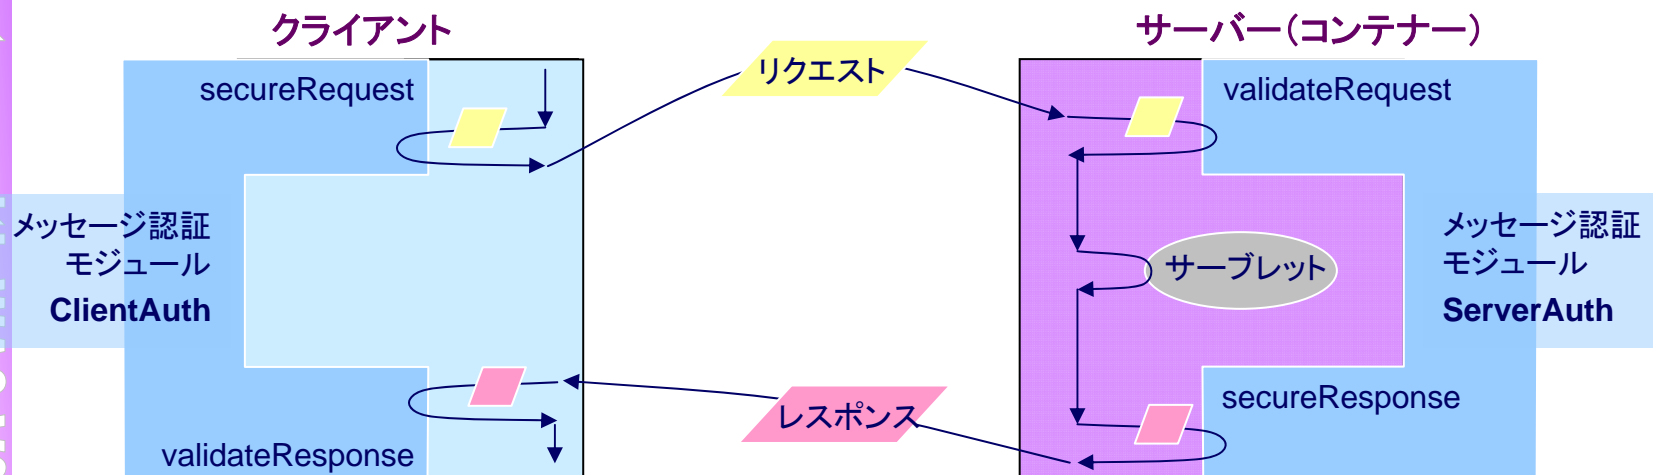 クライアント
サーバー（コンテナー）
リクエスト
secureRequest
validateRequest
メッセージ認証
モジュール
ClientAuth
サーブレット
メッセージ認証
モジュール
ServerAuth
レスポンス
secureResponse
validateResponse